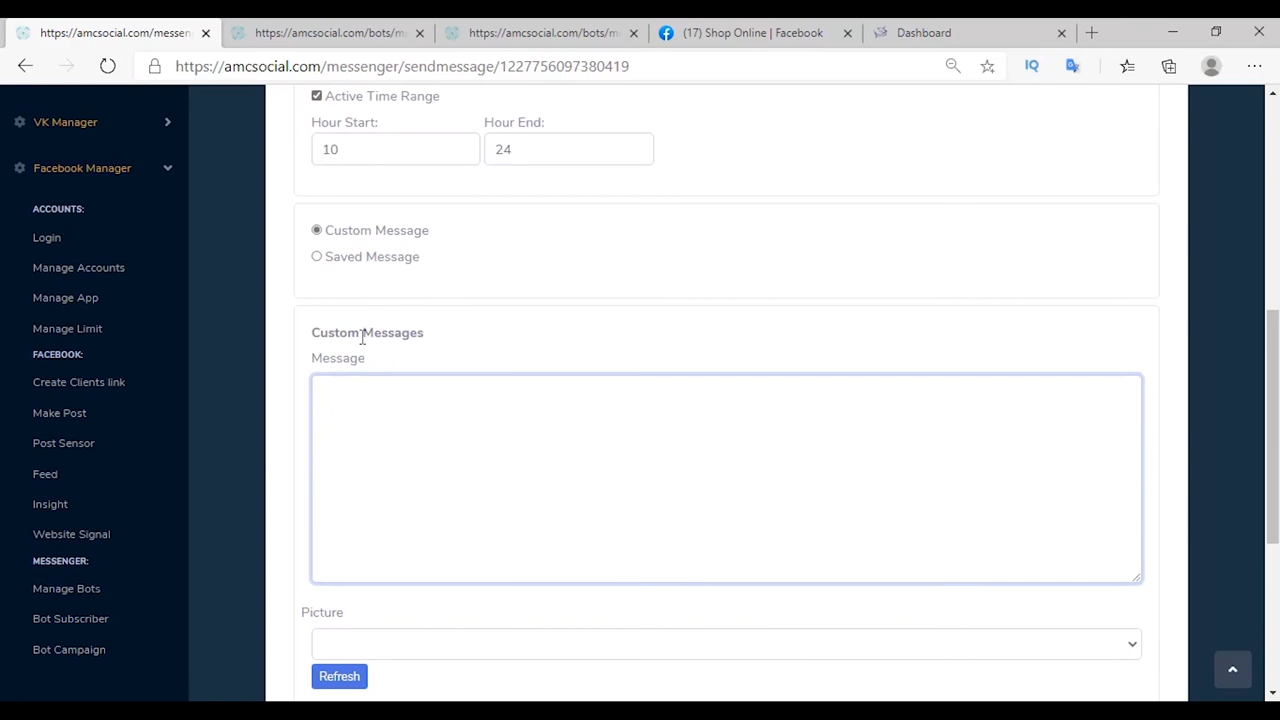 https://amcsocial.com/messen
https://amcsocial.com/bots/m
https://amcsocial.com/bots/m
(17) Shop Online | Facebook
Dashboard
https://amcsocial.com/messenger/sendmessage/1227756097380419
IQ
VK Manager
Facebook Manager
ACCOUNTS:
Login
Manage Accounts
Manage App
Manage Limit
FACEBOOK:
Create Clients link
Make Post
Post Sensor
Feed
Insight
Website Signal
MESSENGER:
Manage Bots
Bot Subscriber
Bot Campaign
Active Time Range
Hour Start: Hour End:
10 24
Custom Message
Saved Message
Custom Messages
Message
Picture
Refresh